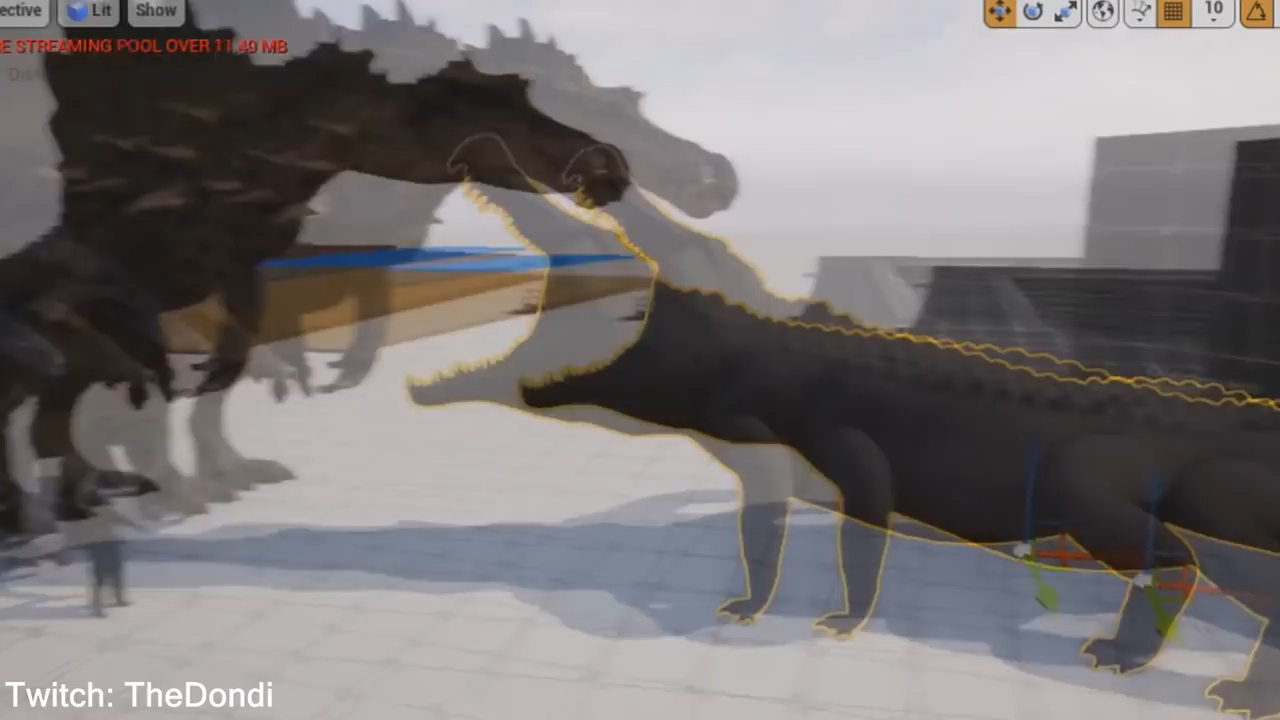 ective Lit Show 10
E STREAMING POOL OVER 11.49 MB
Twitch: TheDondi